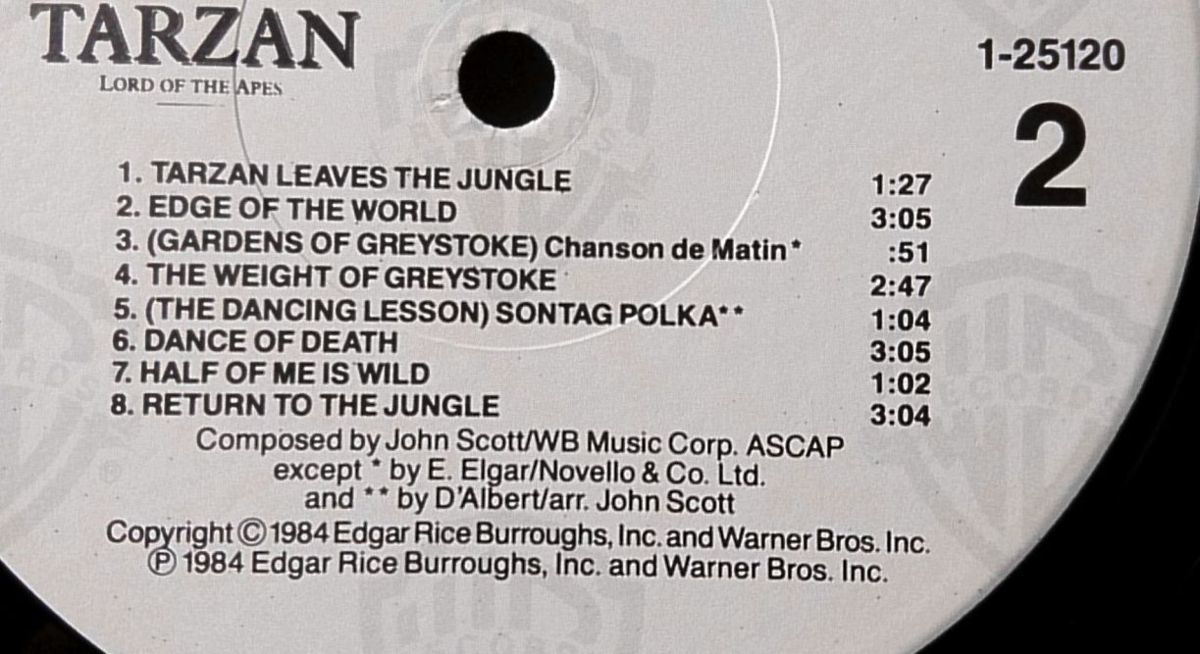 TARZAN
LORD OF THE APES
1-25120
2
1. TARZAN LEAVES THE JUNGLE 1:27
2. EDGE OF THE WORLD 3:05
3. (GARDENS OF GREYSTOKE) Chanson de Matin* :51
4. THE WEIGHT OF GREYSTOKE 2:47
5. (THE DANCING LESSON) SONTAG POLKA** 1:04
6. DANCE OF DEATH 3:05
7. HALF OF ME IS WILD 1:02
8. RETURN TO THE JUNGLE 3:04
Composed by John Scott/WB Music Corp. ASCAP
except * by E. Elgar/Novello & Co. Ltd.
and ** by D'Albert/arr. John Scott
Copyright ©1984 Edgar Rice Burroughs, Inc. and Warner Bros. Inc.
℗ 1984 Edgar Rice Burroughs, Inc. and Warner Bros. Inc.